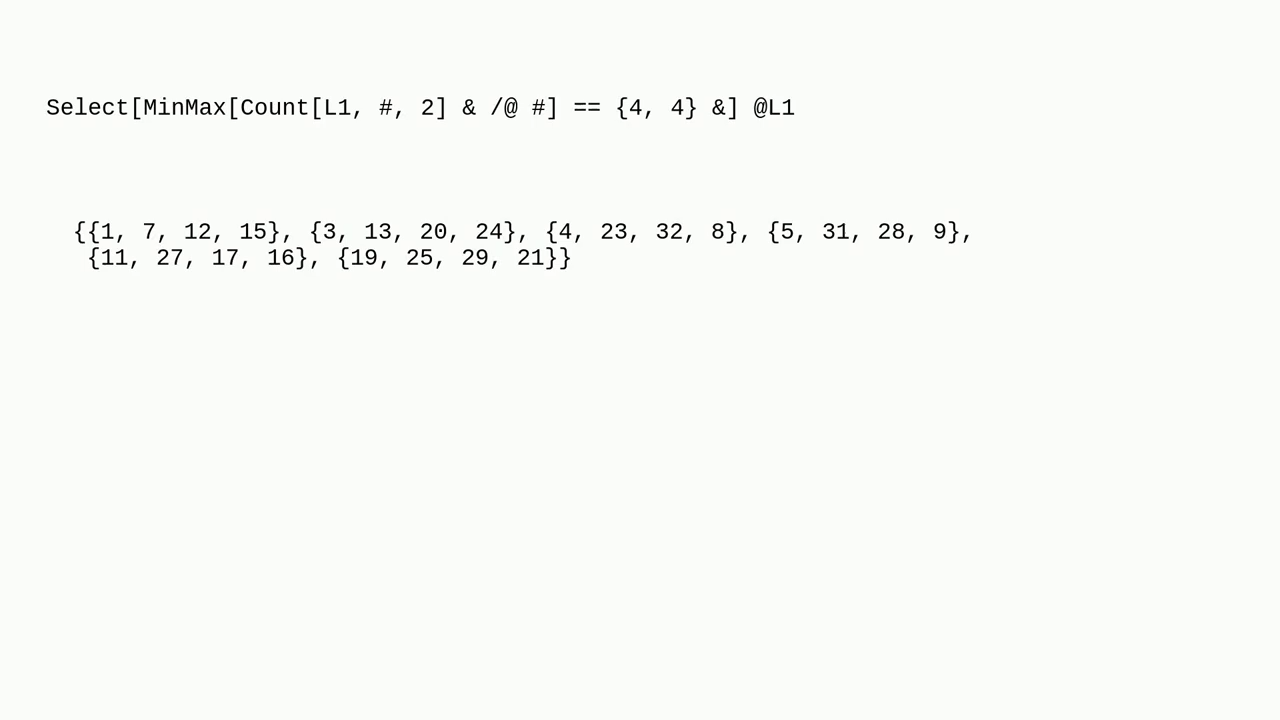 Select[MinMax[Count[L1, #, 2] & /@ #] == {4, 4} &] @L1
{{1, 7, 12, 15}, {3, 13, 20, 24}, {4, 23, 32, 8}, {5, 31, 28, 9},
{11, 27, 17, 16}, {19, 25, 29, 21}}